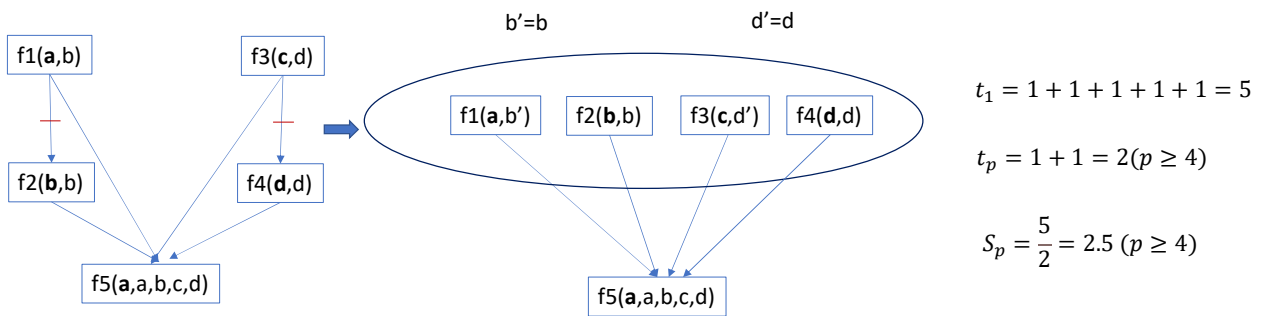 b’=b d’=d
f1(a,b) f3(c,d)
f1(a,b’) f2(b,b) f3(c,d’) f4(d,d)
f2(b,b) f4(d,d)
f5(a,a,b,c,d)
f5(a,a,b,c,d)
t₁ = 1 + 1 + 1 + 1 + 1 = 5
tₚ = 1 + 1 = 2(p ≥ 4)
Sₚ = 5/2 = 2.5 (p ≥ 4)